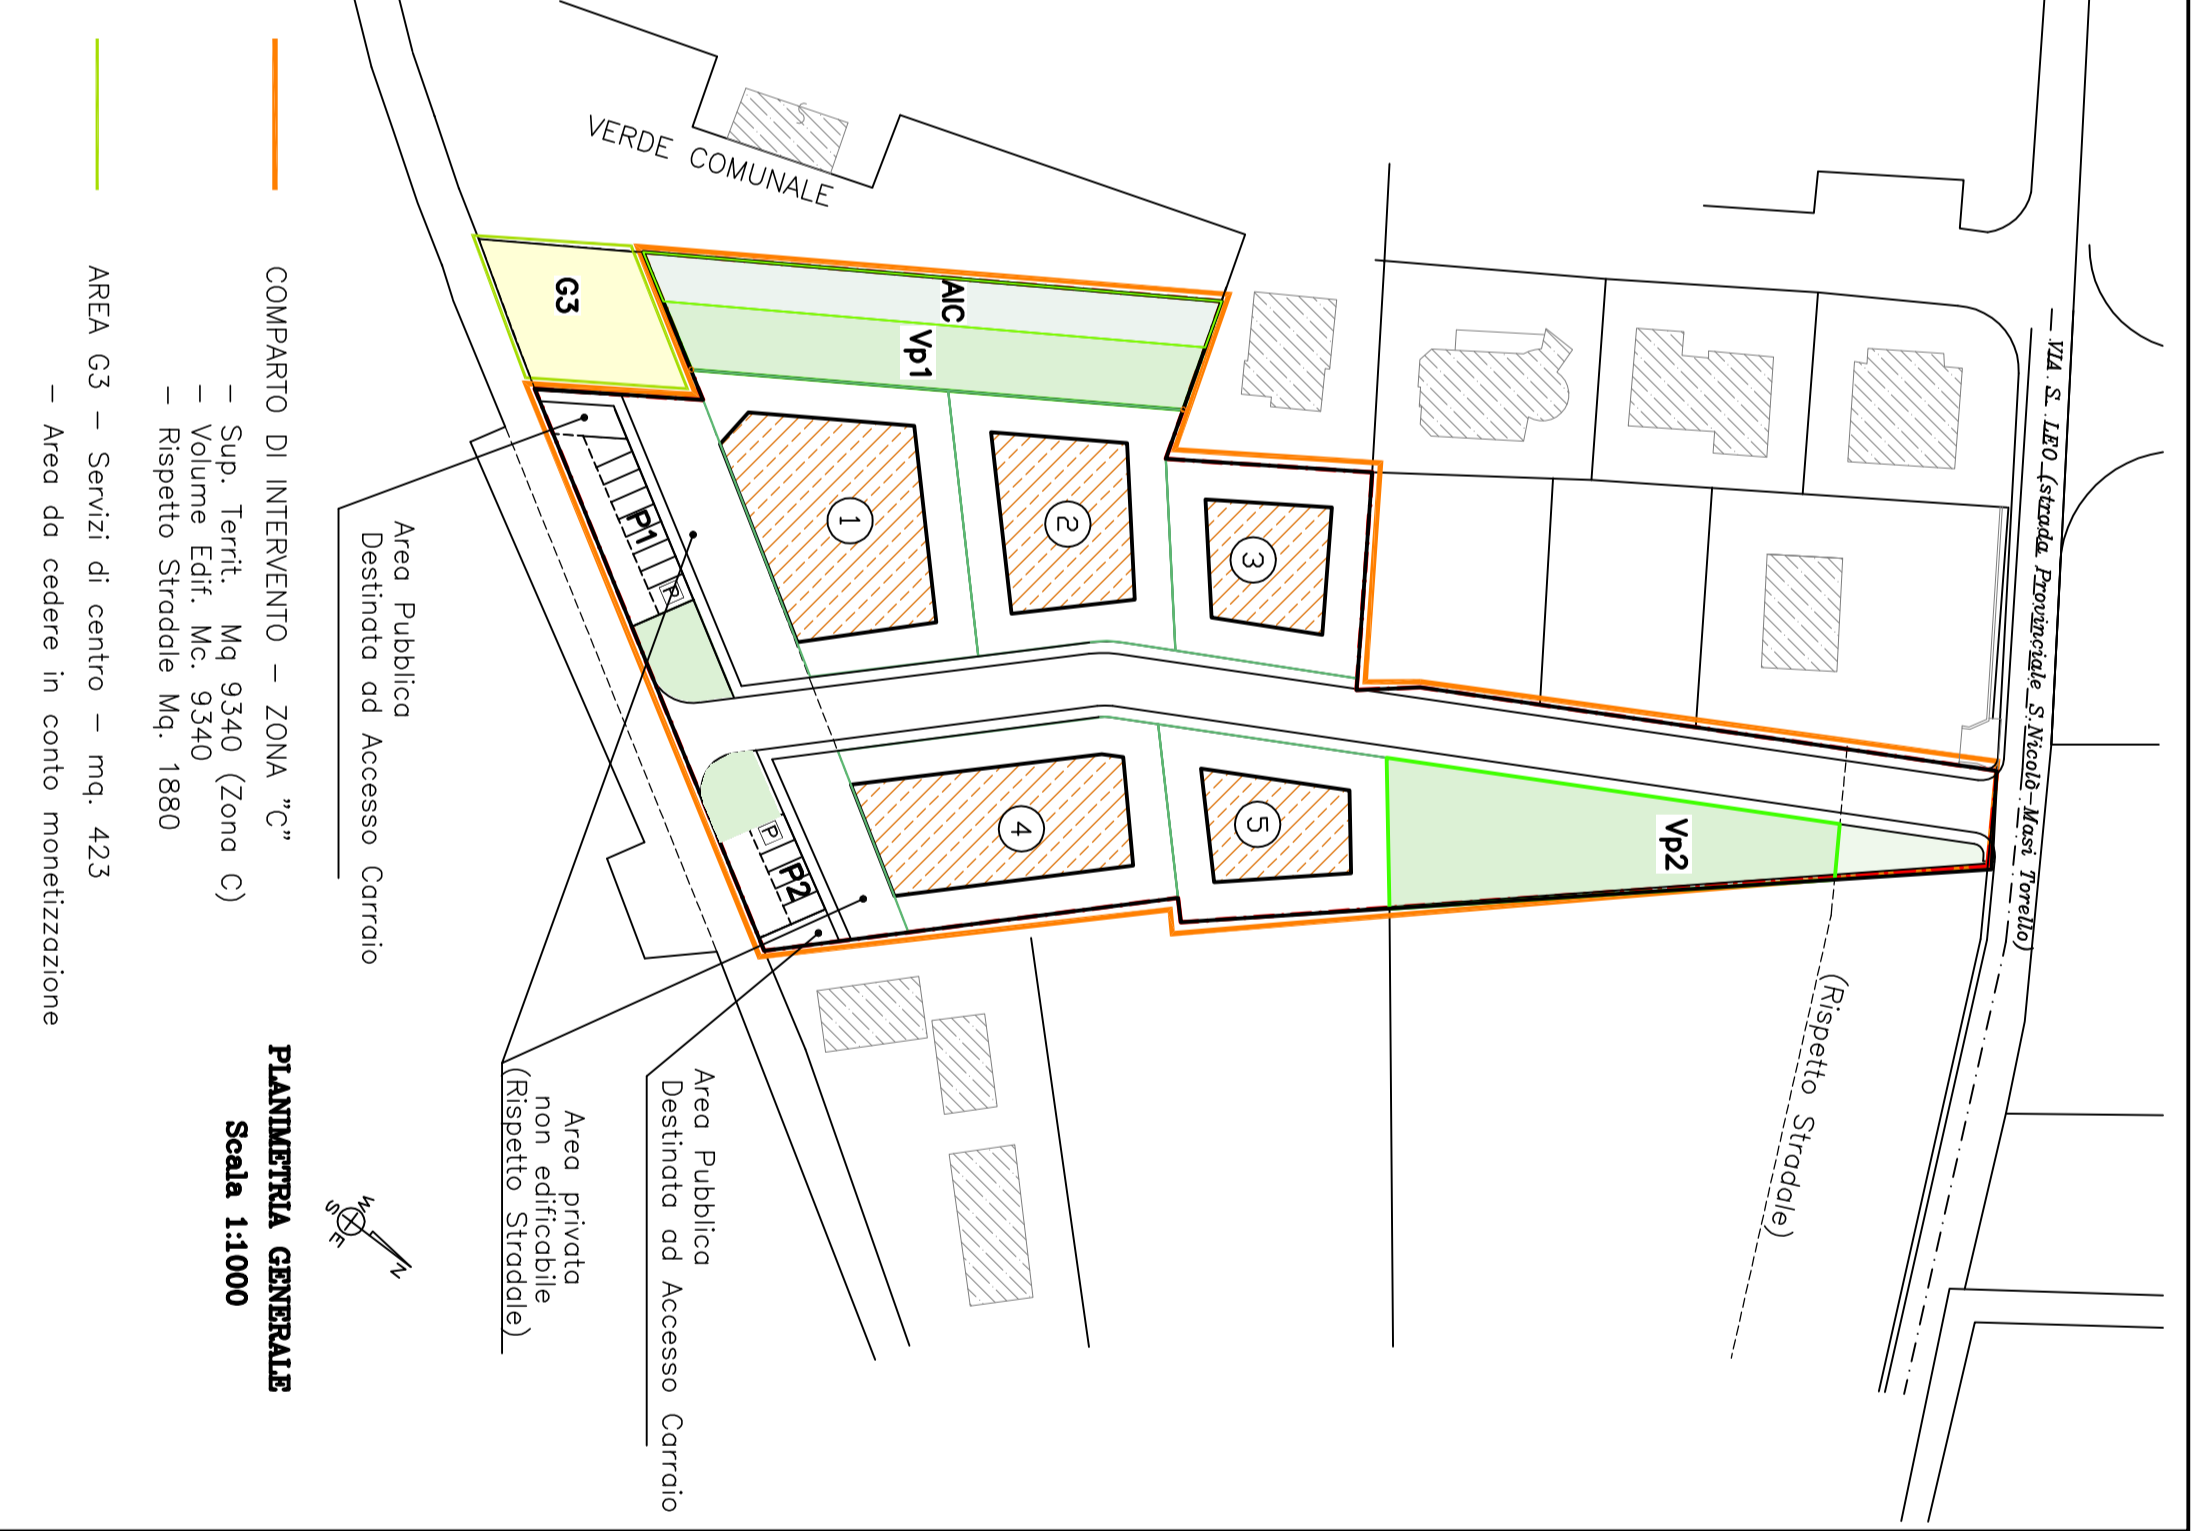 VIA S. LEO (strada Provinciale S.Nicolò-Masi Torello)
(Rispetto Stradale)
VERDE COMUNALE
AIC
Vp1
G3
Vp2
1
2
3
4
5
P1
P
P2
P
Area Pubblica
Destinata ad Accesso Carraio
Area Pubblica
Destinata ad Accesso Carraio
Area privata
non edificabile
(Rispetto Stradale)
COMPARTO DI INTERVENTO – ZONA "C"
– Sup. Territ. Mq 9340 (Zona C)
– Volume Edif. Mc. 9340
– Rispetto Stradale Mq. 1880
AREA G3 – Servizi di centro – mq. 423
– Area da cedere in conto monetizzazione
PLANIMETRIA GENERALE
Scala 1:1000
N
W
S
E
S